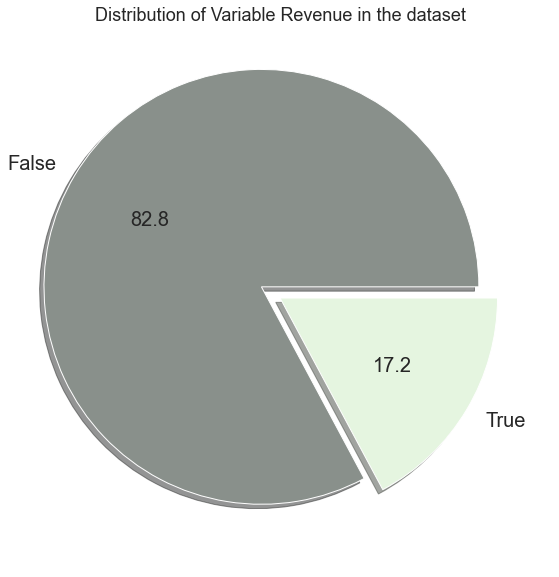 Distribution of Variable Revenue in the dataset
False
82.8
17.2
True